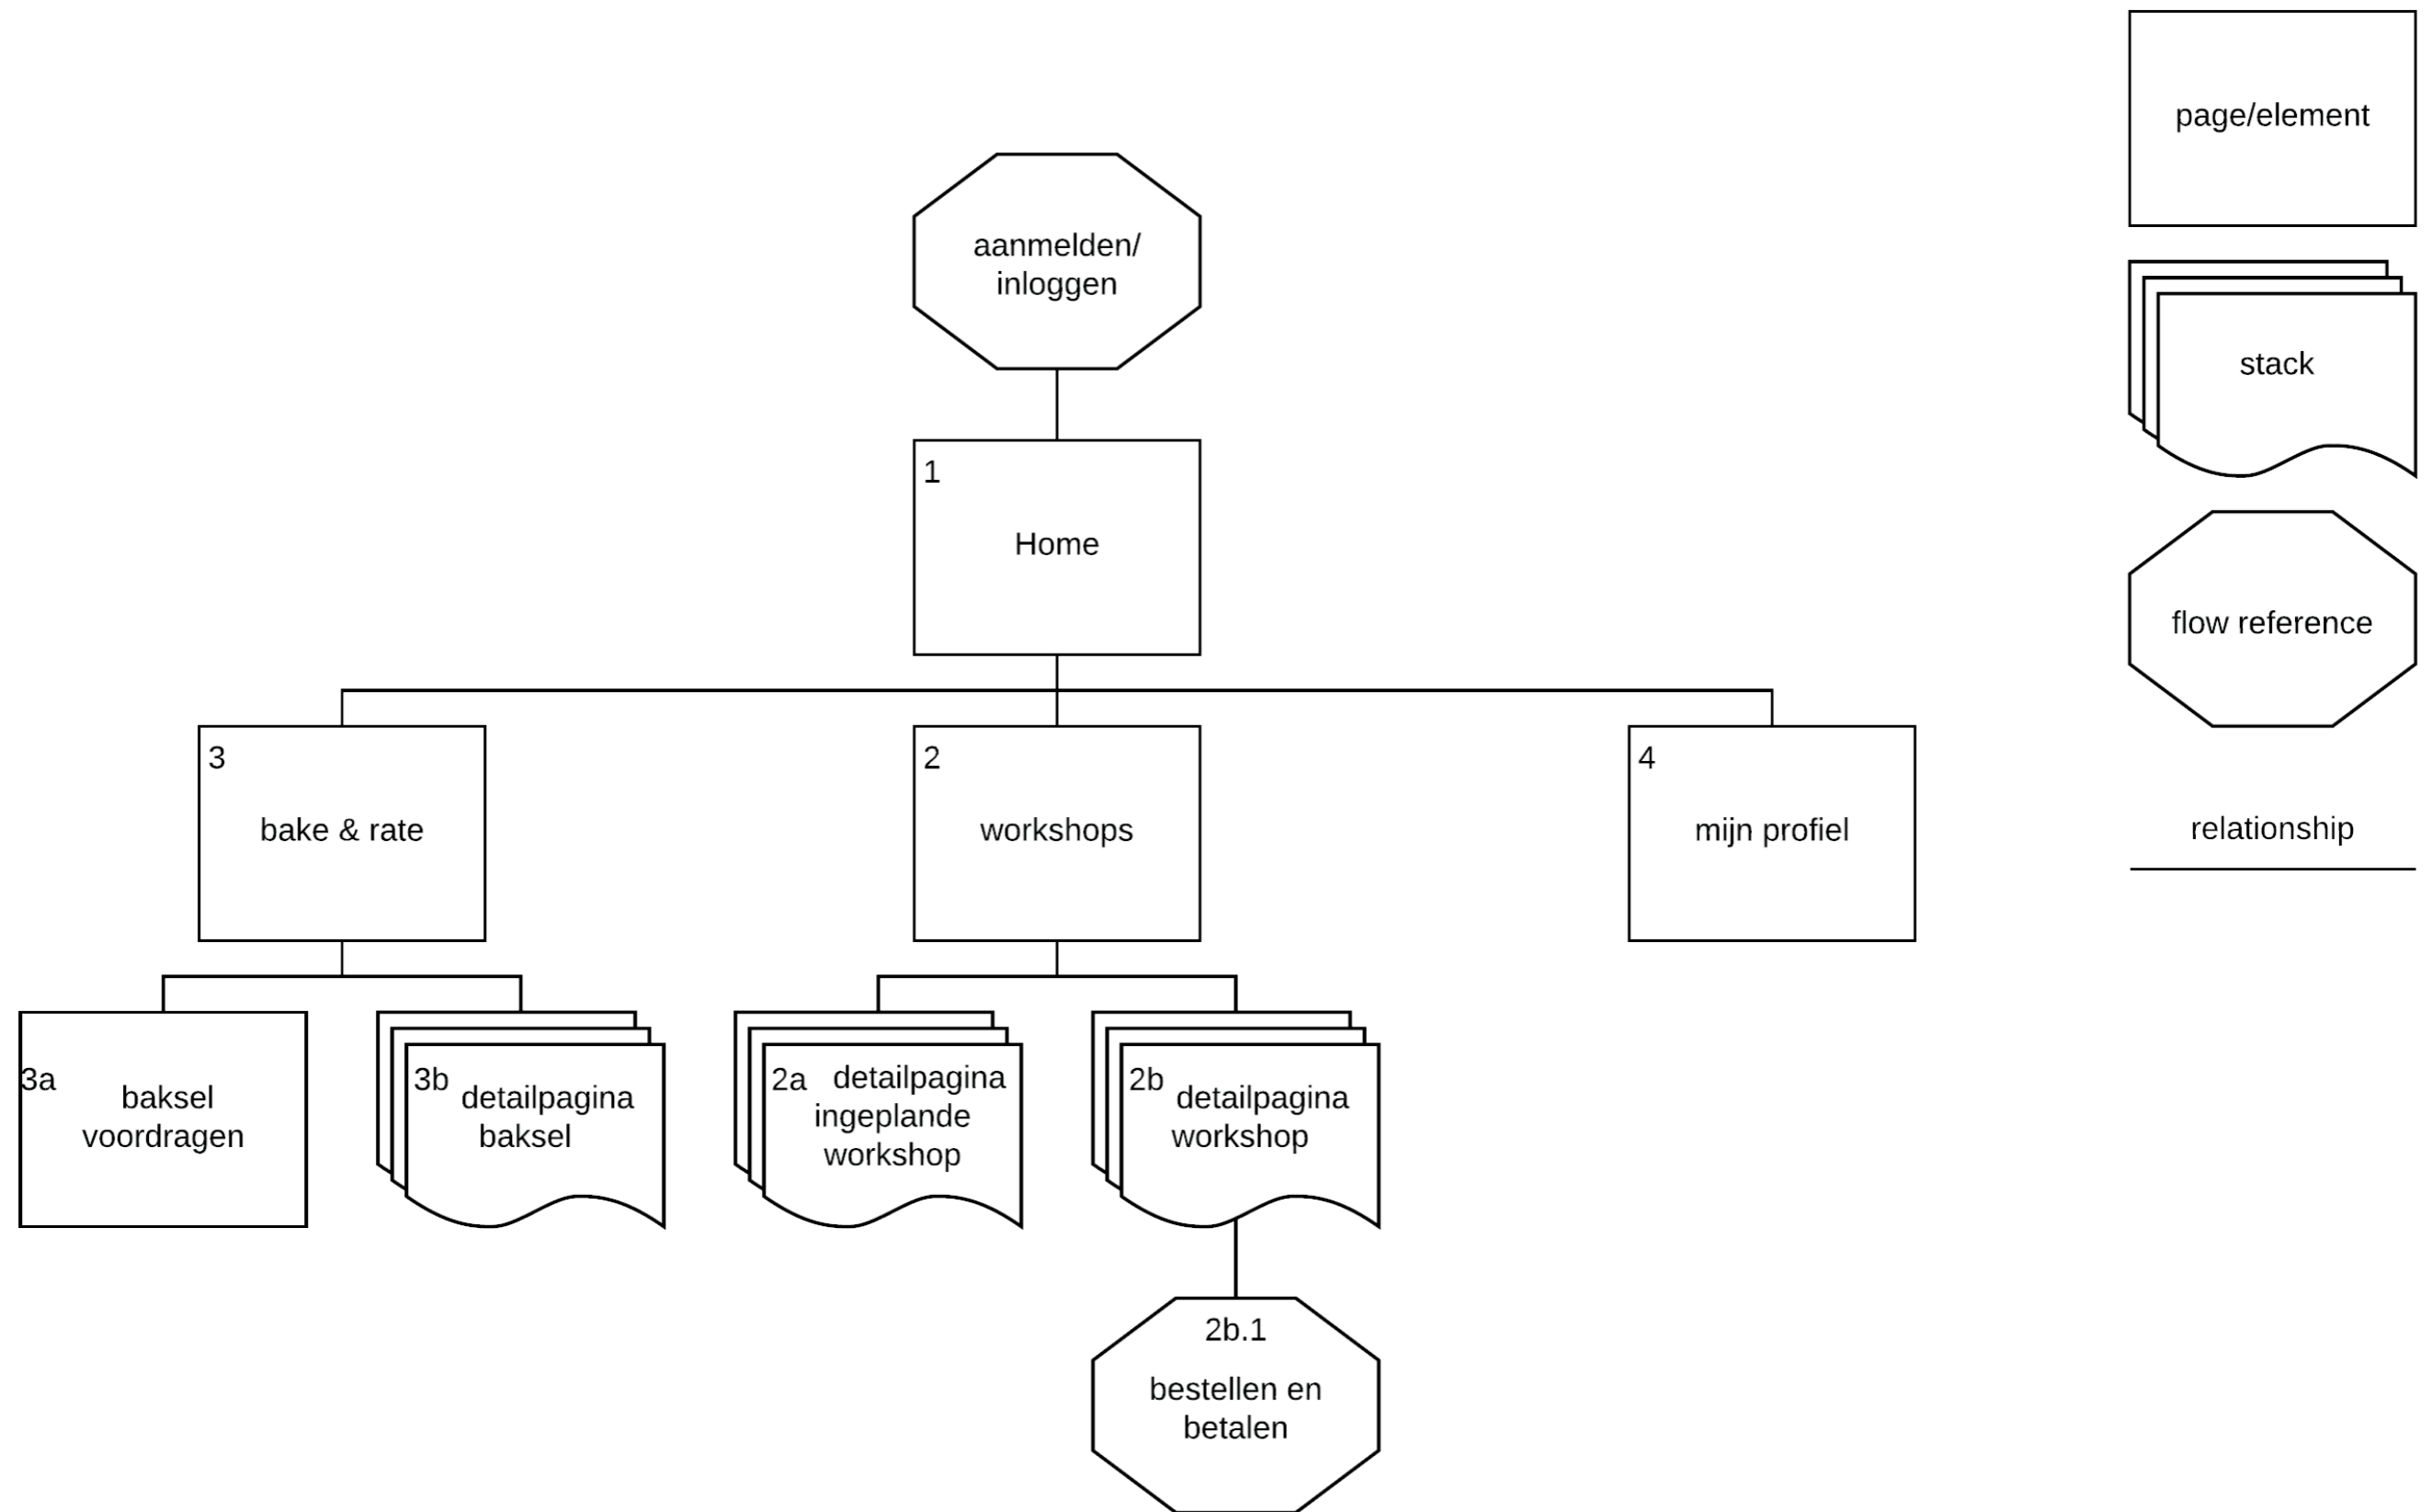 page/element
stack
flow reference
relationship
aanmelden/
inloggen
1
Home
3
bake & rate
2
workshops
4
mijn profiel
3a
baksel
voordragen
3b
detailpagina
baksel
2a
detailpagina
ingeplande
workshop
2b
detailpagina
workshop
2b.1
bestellen en
betalen